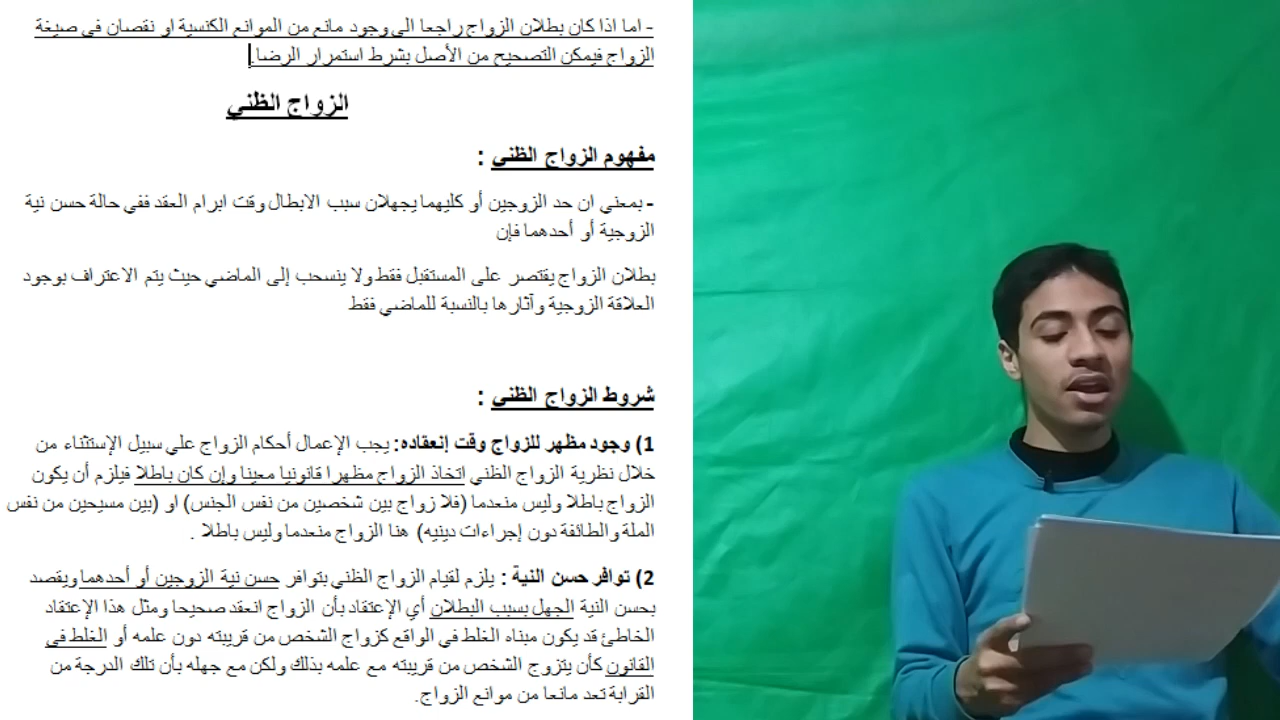 - اما اذا كان بطلان الزواج راجعا الى وجود مانع من الموانع الكنسية او نقصان في صيغة
الزواج فيمكن التصحيح من الأصل بشرط استمرار الرضا.
الزواج الظني
مفهوم الزواج الظني :
- بمعني ان حد الزوجين أو كليهما يجهلان سبب الابطال وقت ابرام العقد ففي حالة حسن نية
الزوجية أو أحدهما فإن
بطلان الزواج يقتصر على المستقبل فقط ولا ينسحب إلى الماضي حيث يتم الاعتراف بوجود
العلاقة الزوجية وآثارها بالنسبة للماضي فقط
شروط الزواج الظني :
1) وجود مظهر للزواج وقت إنعقاده: يجب الإعمال أحكام الزواج علي سبيل الإستثناء من
خلال نظرية الزواج الظني اتخاذ الزواج مظهرا قانونيا معينا وإن كان باطلا فيلزم أن يكون
الزواج باطلا وليس منعدما (فلا زواج بين شخصين من نفس الجنس) او (بين مسيحين من نفس
الملة والطائفة دون إجراءات دينيه) هنا الزواج منعدما وليس باطلا .
2) توافر حسن النية : يلزم لقيام الزواج الظني بتوافر حسن نية الزوجين أو أحدهما ويقصد
بحسن النية الجهل بسبب البطلان أي الإعتقاد بأن الزواج انعقد صحيحا ومثل هذا الإعتقاد
الخاطئ قد يكون مبناه الغلط في الواقع كزواج الشخص من قريبته دون علمه أو الغلط في
القانون كأن يتزوج الشخص من قريبته مع علمه بذلك ولكن مع جهله بأن تلك الدرجة من
القرابة تعد مانعا من موانع الزواج.